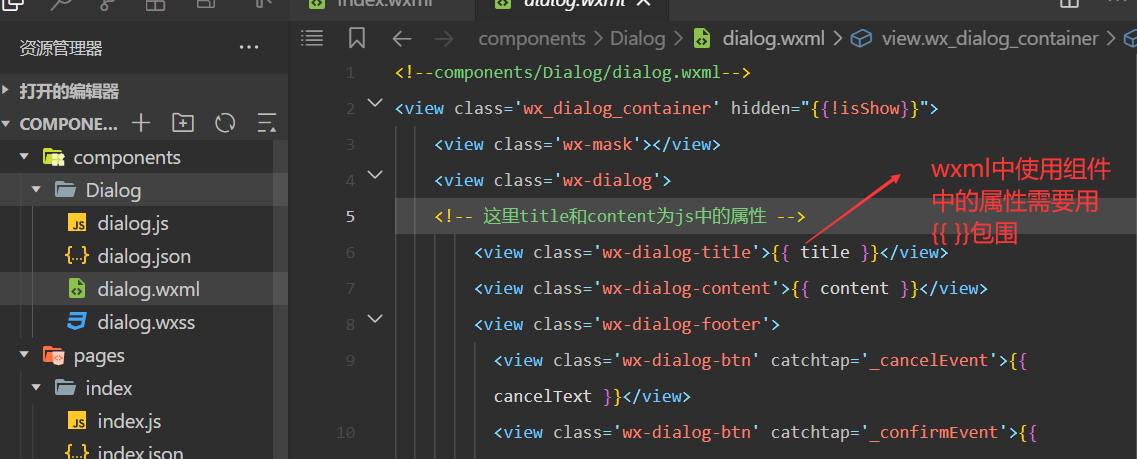 index.wxml
dialog.wxml
资源管理器
components > Dialog > dialog.wxml > view.wx_dialog_container >
打开的编辑器
COMPONE...
components
Dialog
dialog.js
dialog.json
dialog.wxml
dialog.wxss
pages
index
index.js
index.json
1 <!--components/Dialog/dialog.wxml-->
2 <view class='wx_dialog_container' hidden="{{!isShow}}">
3 <view class='wx-mask'></view>
4 <view class='wx-dialog'>
5 <!-- 这里title和content为js中的属性 -->
6 <view class='wx-dialog-title'>{{ title }}</view>
7 <view class='wx-dialog-content'>{{ content }}</view>
8 <view class='wx-dialog-footer'>
9 <view class='wx-dialog-btn' catchtap='_cancelEvent'>{{
cancelText }}</view>
10 <view class='wx-dialog-btn' catchtap='_confirmEvent'>{{
wxml中使用组件
中的属性需要用
{{ }}包围